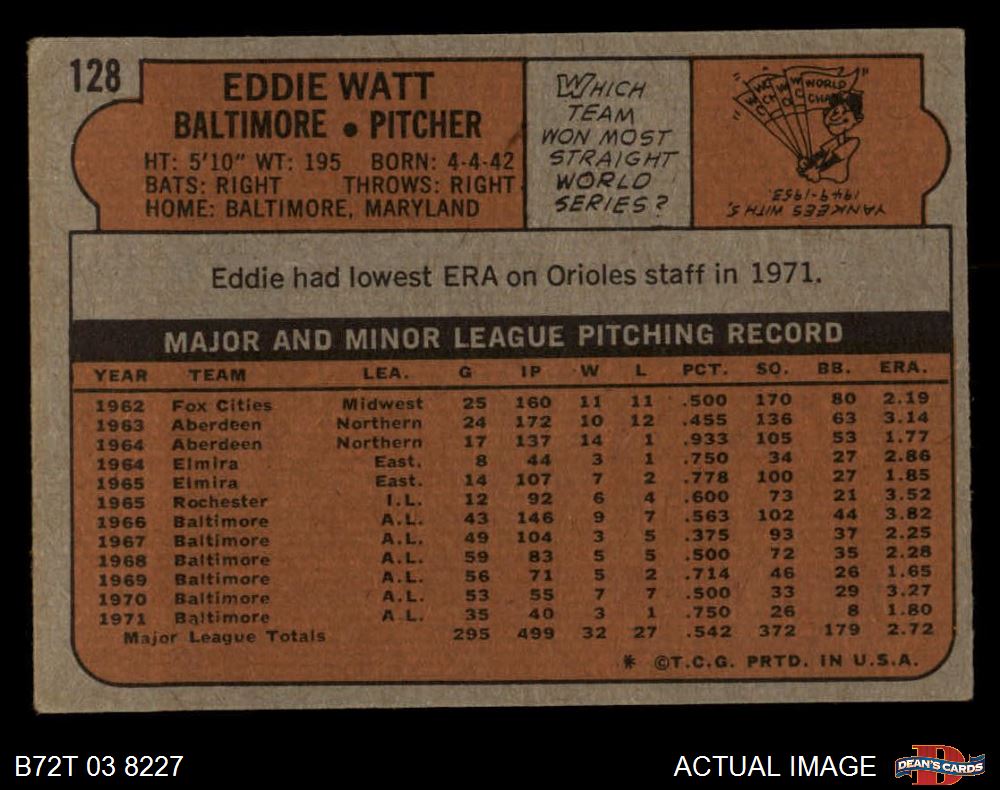 128
EDDIE WATT
BALTIMORE • PITCHER
HT: 5'10" WT: 195 BORN: 4-4-42
BATS: RIGHT THROWS: RIGHT
HOME: BALTIMORE, MARYLAND
WHICH
TEAM
WON MOST
STRAIGHT
WORLD
SERIES?
WORLD
CHA
YANKEES WITH 5,
1949-1953.
Eddie had lowest ERA on Orioles staff in 1971.
MAJOR AND MINOR LEAGUE PITCHING RECORD
YEAR TEAM LEA. G IP W L PCT. SO. BB. ERA.
1962 Fox Cities Midwest 25 160 11 11 .500 170 80 2.19
1963 Aberdeen Northern 24 172 10 12 .455 136 63 3.14
1964 Aberdeen Northern 17 137 14 1 .933 105 53 1.77
1964 Elmira East. 8 44 3 1 .750 34 27 2.86
1965 Elmira East. 14 107 7 2 .778 100 27 1.85
1965 Rochester I.L. 12 92 6 4 .600 73 21 3.52
1966 Baltimore A.L. 43 146 9 7 .563 102 44 3.82
1967 Baltimore A.L. 49 104 3 5 .375 93 37 2.25
1968 Baltimore A.L. 59 83 5 5 .500 72 35 2.28
1969 Baltimore A.L. 56 71 5 2 .714 46 26 1.65
1970 Baltimore A.L. 53 55 7 7 .500 33 29 3.27
1971 Baltimore A.L. 35 40 3 1 .750 26 8 1.80
Major League Totals 295 499 32 27 .542 372 179 2.72
* ©T.C.G. PRTD. IN U.S.A.
B72T 03 8227 ACTUAL IMAGE
DEAN'S CARDS